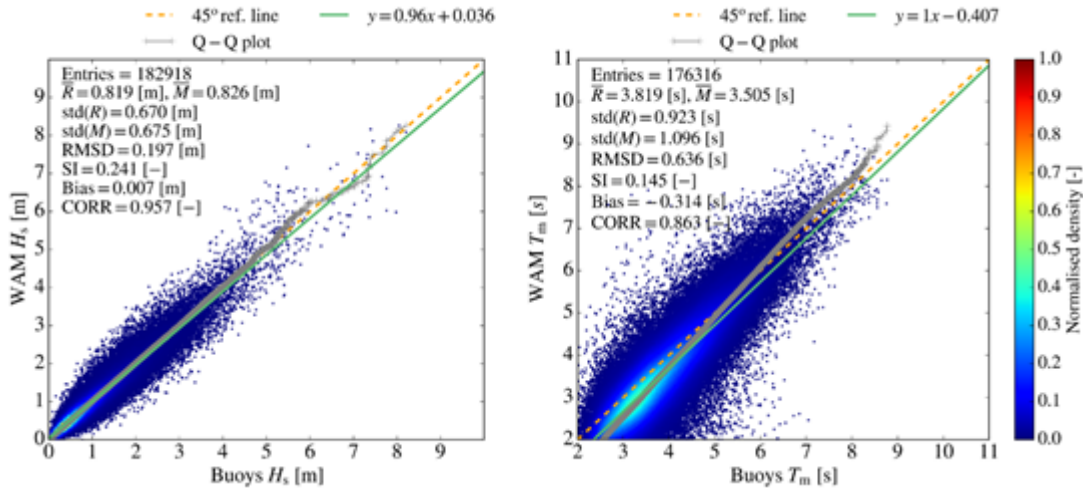 45° ref. line
y=0.96x+0.036
Q−Q plot
Entries = 182918
R̅=0.819 [m], M̅=0.826 [m]
std(R)=0.670 [m]
std(M)=0.675 [m]
RMSD=0.197 [m]
SI=0.241 [−]
Bias=0.007 [m]
CORR=0.957 [−]
WAM Hs [m]
9
8
7
6
5
4
3
2
1
0
0 1 2 3 4 5 6 7 8 9
Buoys Hs [m]
45° ref. line
y=1x−0.407
Q−Q plot
Entries = 176316
R̅=3.819 [s], M̅=3.505 [s]
std(R)=0.923 [s]
std(M)=1.096 [s]
RMSD=0.636 [s]
SI=0.145 [−]
Bias= −0.314 [s]
CORR=0.863 [−]
WAM Tm [s]
11
10
9
8
7
6
5
4
3
2
2 3 4 5 6 7 8 9 10 11
Buoys Tm [s]
1.0
0.9
0.8
0.7
0.6
0.5
0.4
0.3
0.2
0.1
0.0
Normalised density [-]